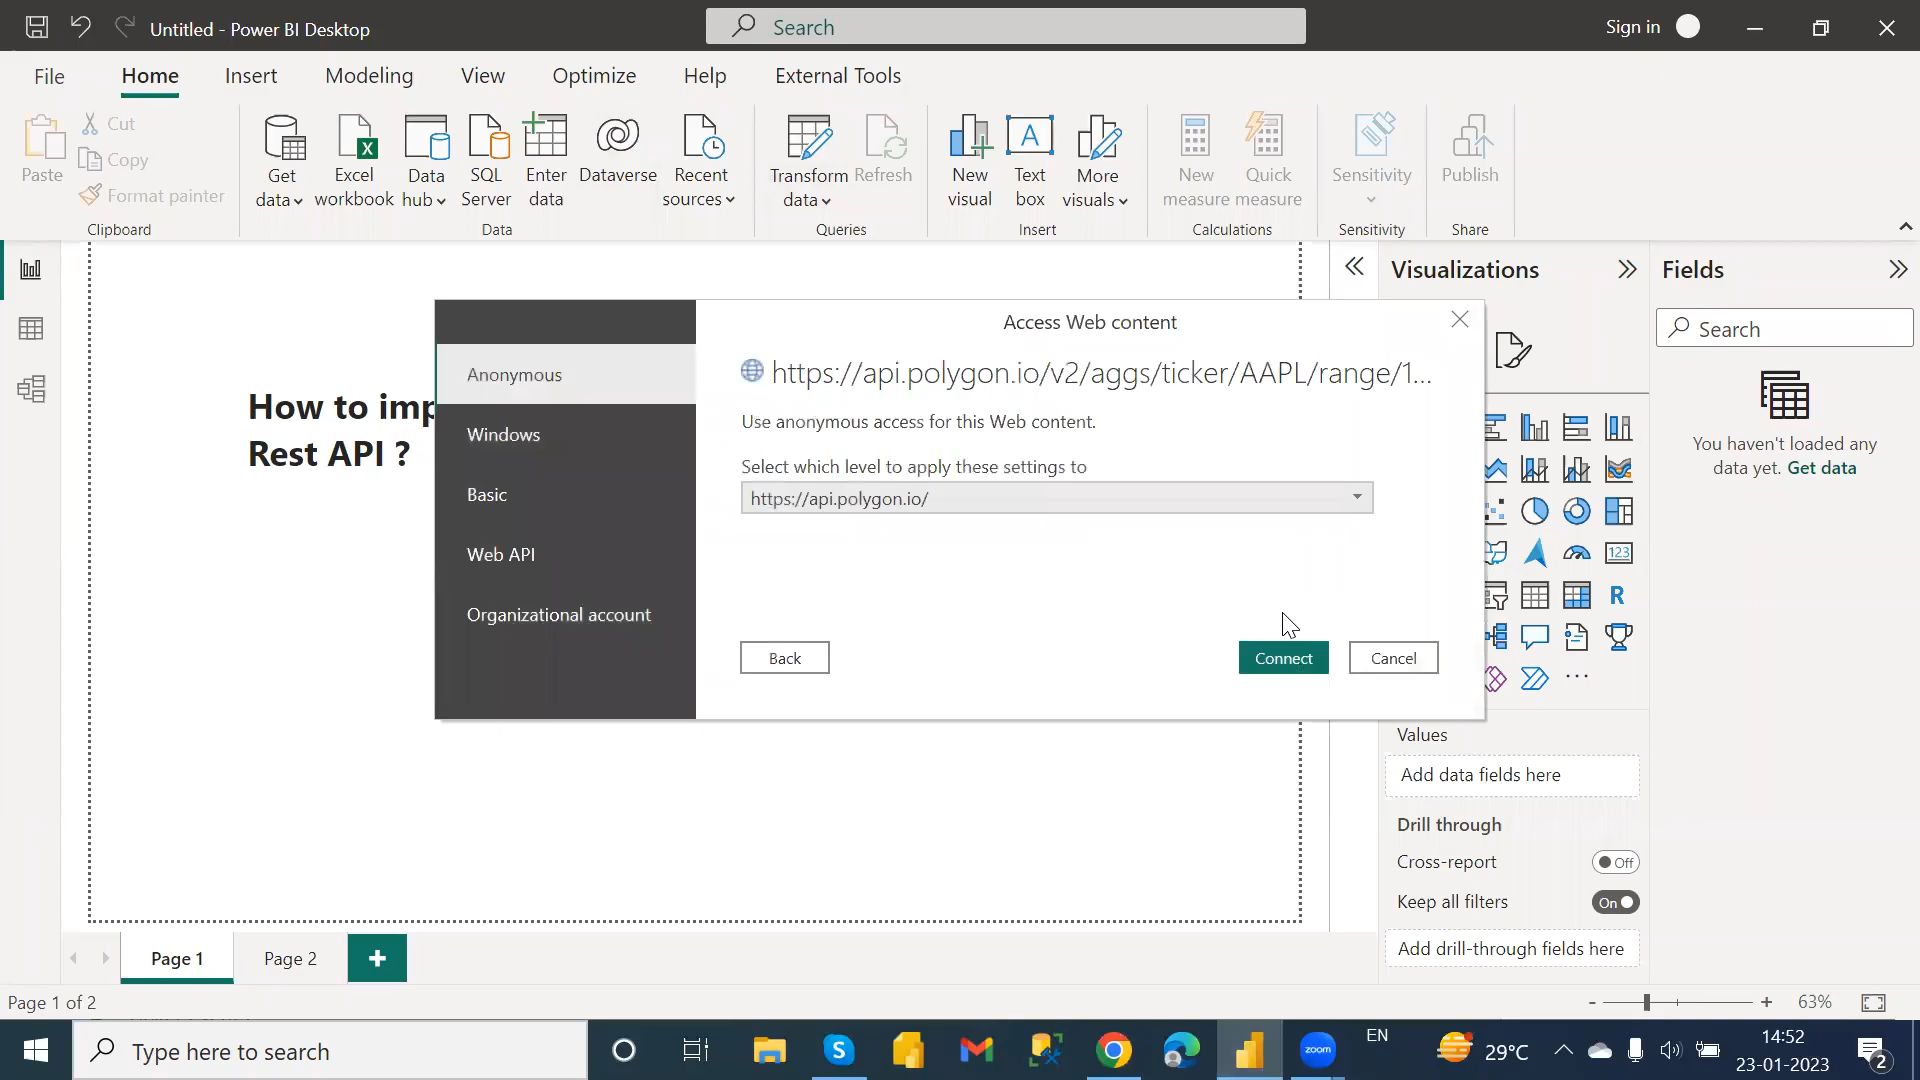 Untitled - Power BI Desktop
Search
Sign in
File
Home
Insert
Modeling
View
Optimize
Help
External Tools
Paste
Cut
Copy
Format painter
Clipboard
Get data
Excel workbook
Data hub
SQL Server
Enter data
Dataverse
Recent sources
Data
Transform data
Refresh
Queries
New visual
Text box
More visuals
Insert
New measure
Quick measure
Calculations
Sensitivity
Sensitivity
Publish
Share
How to imp
Rest API ?
Access Web content
Anonymous
Windows
Basic
Web API
Organizational account
https://api.polygon.io/v2/aggs/ticker/AAPL/range/1...
Use anonymous access for this Web content.
Select which level to apply these settings to
https://api.polygon.io/
Back
Connect
Cancel
Visualizations
123
R
Values
Add data fields here
Drill through
Cross-report
Off
Keep all filters
On
Add drill-through fields here
Fields
Search
You haven't loaded any
data yet. Get data
Page 1
Page 2
Page 1 of 2
63%
Type here to search
zoom
EN
29°C
14:52
23-01-2023
2